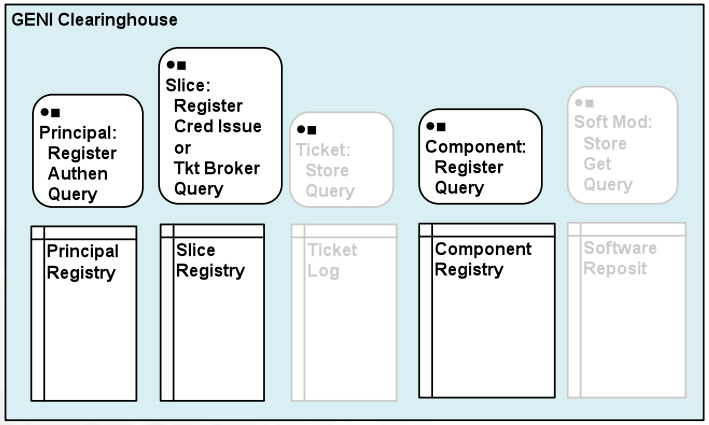 GENI Clearinghouse
Principal:
Register
Authen
Query
Slice:
Register
Cred Issue
or
Tkt Broker
Query
Ticket:
Store
Query
Component:
Register
Query
Soft Mod:
Store
Get
Query
Principal
Registry
Slice
Registry
Ticket
Log
Component
Registry
Software
Reposit